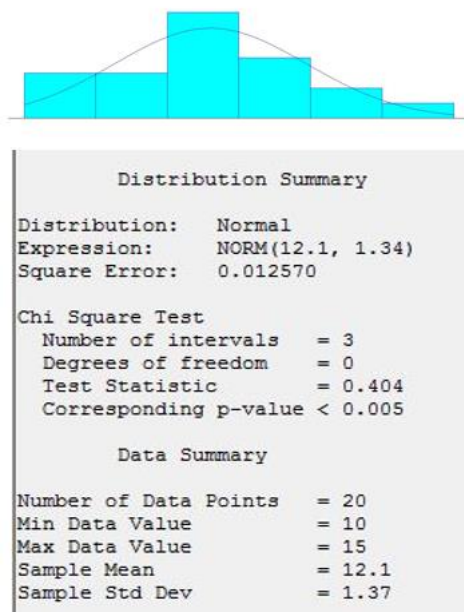 Distribution Summary
Distribution: Normal
Expression: NORM(12.1, 1.34)
Square Error: 0.012570
Chi Square Test
Number of intervals = 3
Degrees of freedom = 0
Test Statistic = 0.404
Corresponding p-value < 0.005
Data Summary
Number of Data Points = 20
Min Data Value = 10
Max Data Value = 15
Sample Mean = 12.1
Sample Std Dev = 1.37